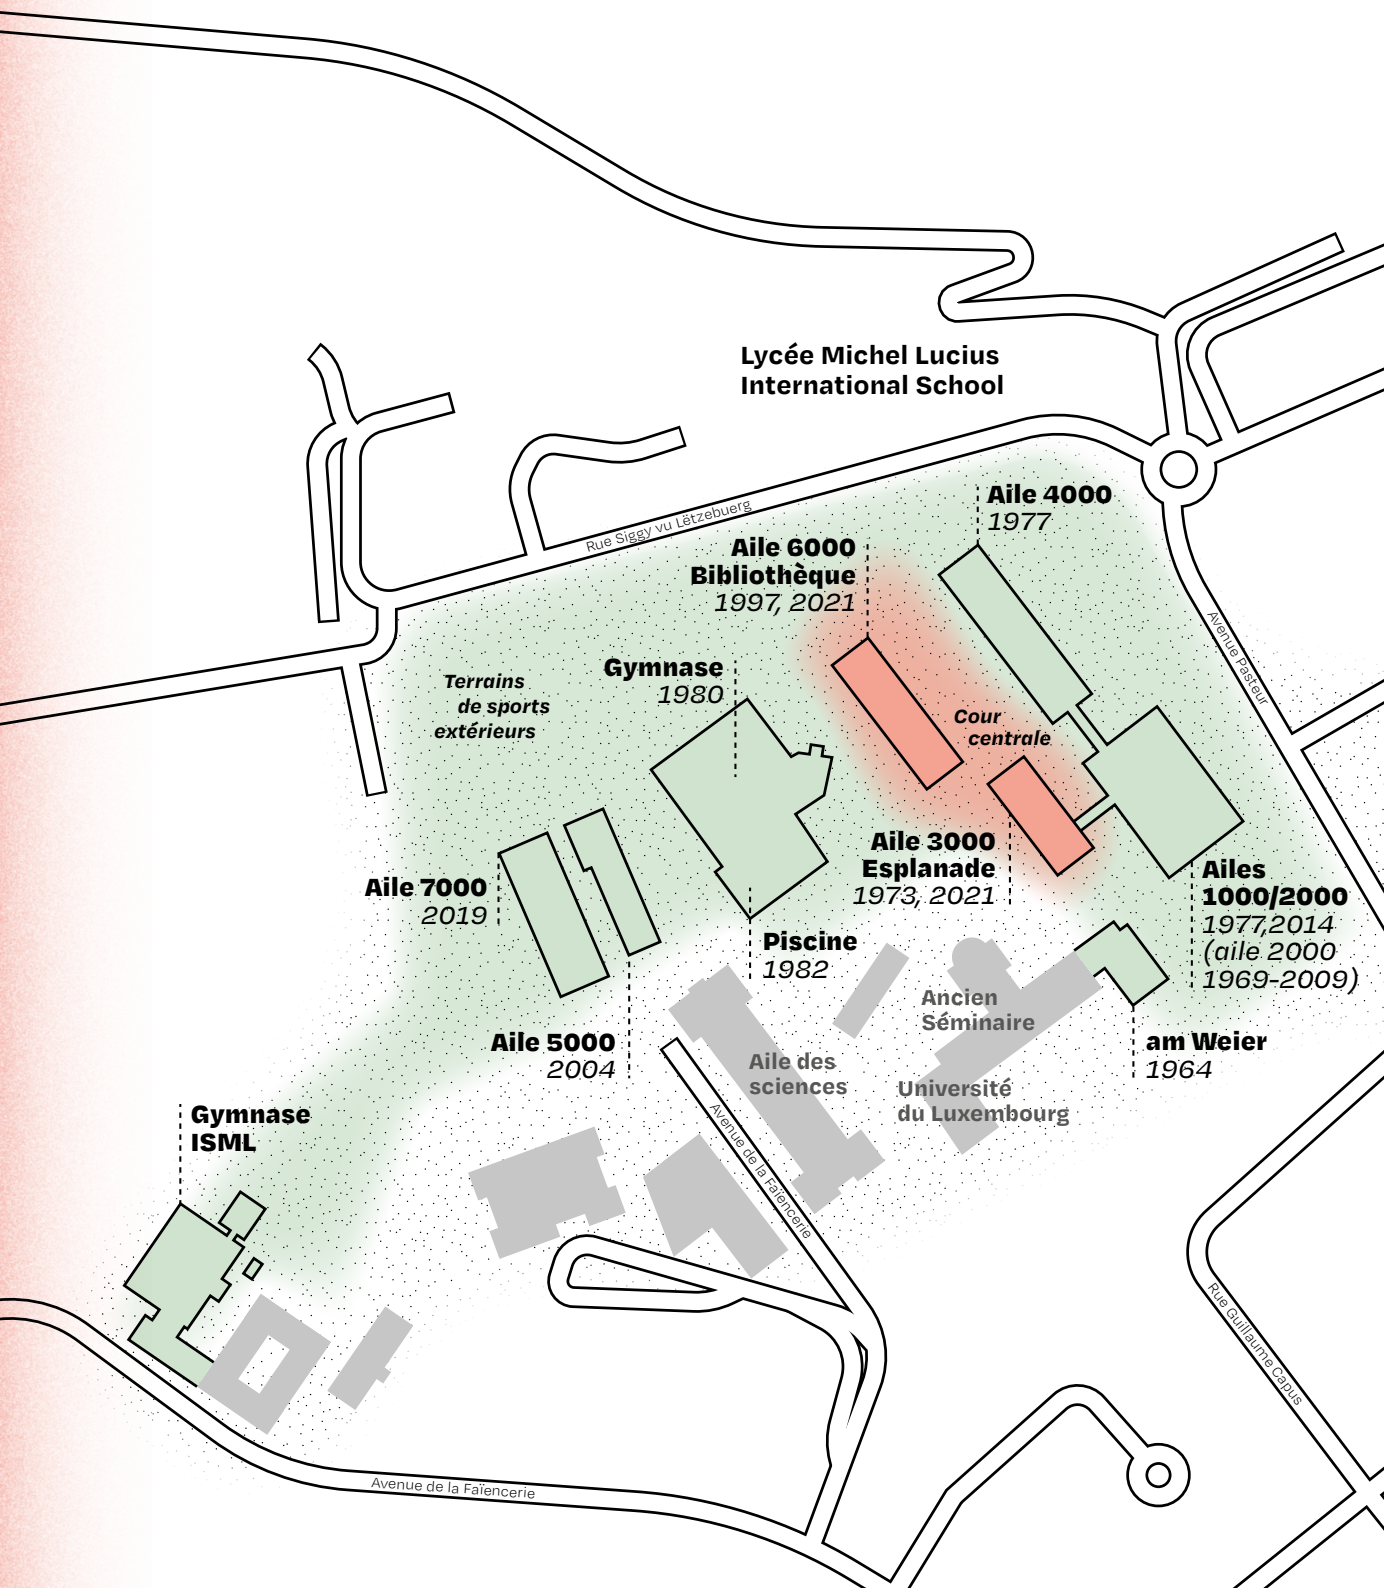 Lycée Michel Lucius
International School
Aile 4000
1977
Rue Siggy vu Lëtzebuerg
Aile 6000
Bibliothèque
1997, 2021
Avenue Pasteur
Gymnase
1980
Terrains
de sports
extérieurs
Cour
centrale
Aile 3000
Esplanade
1973, 2021
Ailes
1000/2000
1977,2014
(aile 2000
1969-2009)
Aile 7000
2019
Piscine
1982
Ancien
Séminaire
Aile 5000
2004
Aile des
sciences
am Weier
1964
Université
du Luxembourg
Gymnase
ISML
Avenue de la Faïencerie
Rue Guillaume Capus
Avenue de la Faïencerie